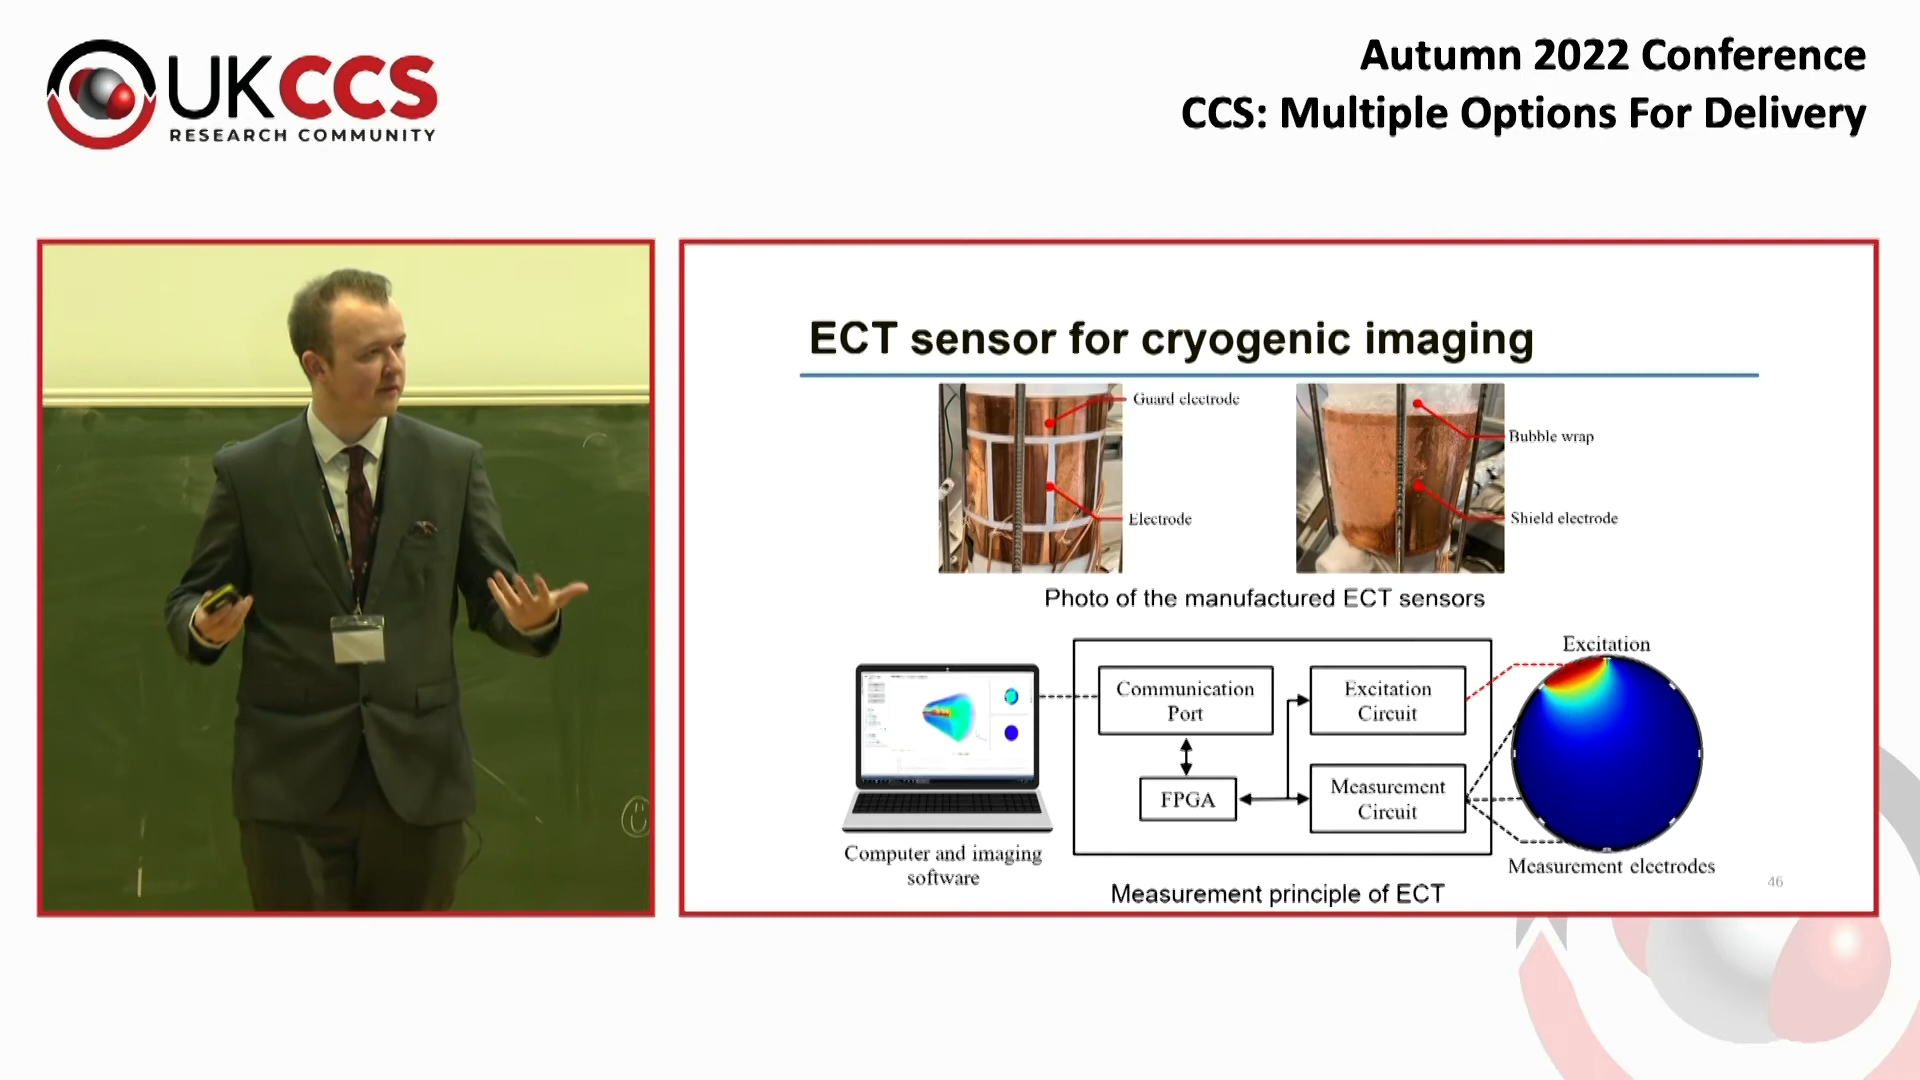 UKCCS
RESEARCH COMMUNITY
Autumn 2022 Conference
CCS: Multiple Options For Delivery
ECT sensor for cryogenic imaging
Guard electrode
Electrode
Bubble wrap
Shield electrode
Photo of the manufactured ECT sensors
Computer and imaging
software
Communication
Port
FPGA
Excitation
Circuit
Measurement
Circuit
Excitation
Measurement electrodes
Measurement principle of ECT
46